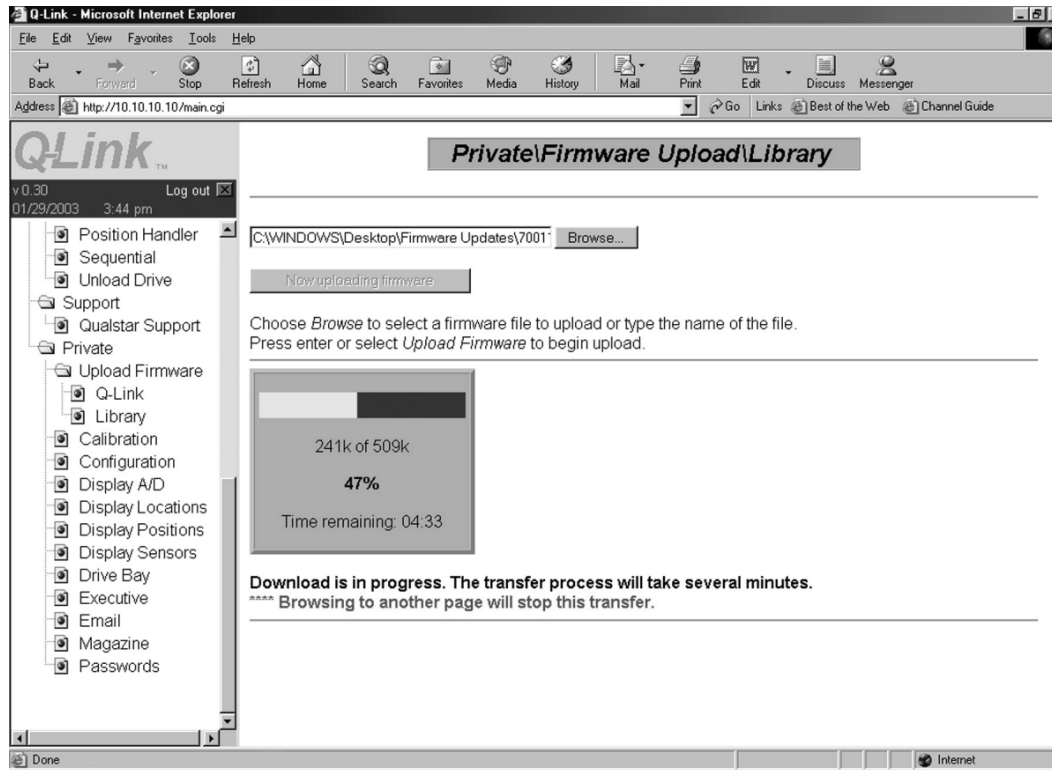 Q-Link - Microsoft Internet Explorer
File Edit View Favorites Tools Help
Back Forward Stop Refresh Home Search Favorites Media History Mail Print Edit Discuss Messenger
Address http://10.10.10.10/main.cgi Go Links Best of the Web Channel Guide
Q-Link TM
v 0.30 Log out
01/29/2003 3:44 pm
Position Handler
Sequential
Unload Drive
Support
Qualstar Support
Private
Upload Firmware
Q-Link
Library
Calibration
Configuration
Display A/D
Display Locations
Display Positions
Display Sensors
Drive Bay
Executive
Email
Magazine
Passwords
Private\Firmware Upload\Library
C:\WINDOWS\Desktop\Firmware Updates\7001 Browse...
Now uploading firmware
Choose Browse to select a firmware file to upload or type the name of the file.
Press enter or select Upload Firmware to begin upload.
241k of 509k
47%
Time remaining: 04:33
Download is in progress. The transfer process will take several minutes.
**** Browsing to another page will stop this transfer.
Done Internet